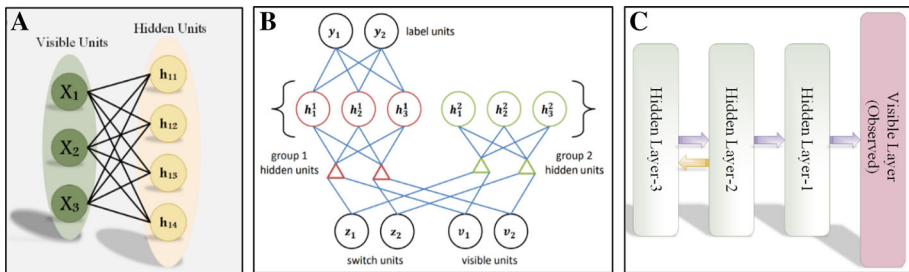 A
Visible Units
Hidden Units
X1
X2
X3
h11
h12
h13
h14
B
y1 y2 label units
h¹1 h¹2 h¹3 h²1 h²2 h²3
group 1
hidden units
group 2
hidden units
z1 z2 v1 v2
switch units visible units
C
Hidden Layer-3
Hidden Layer-2
Hidden Layer-1
Visible Layer
(Observed)